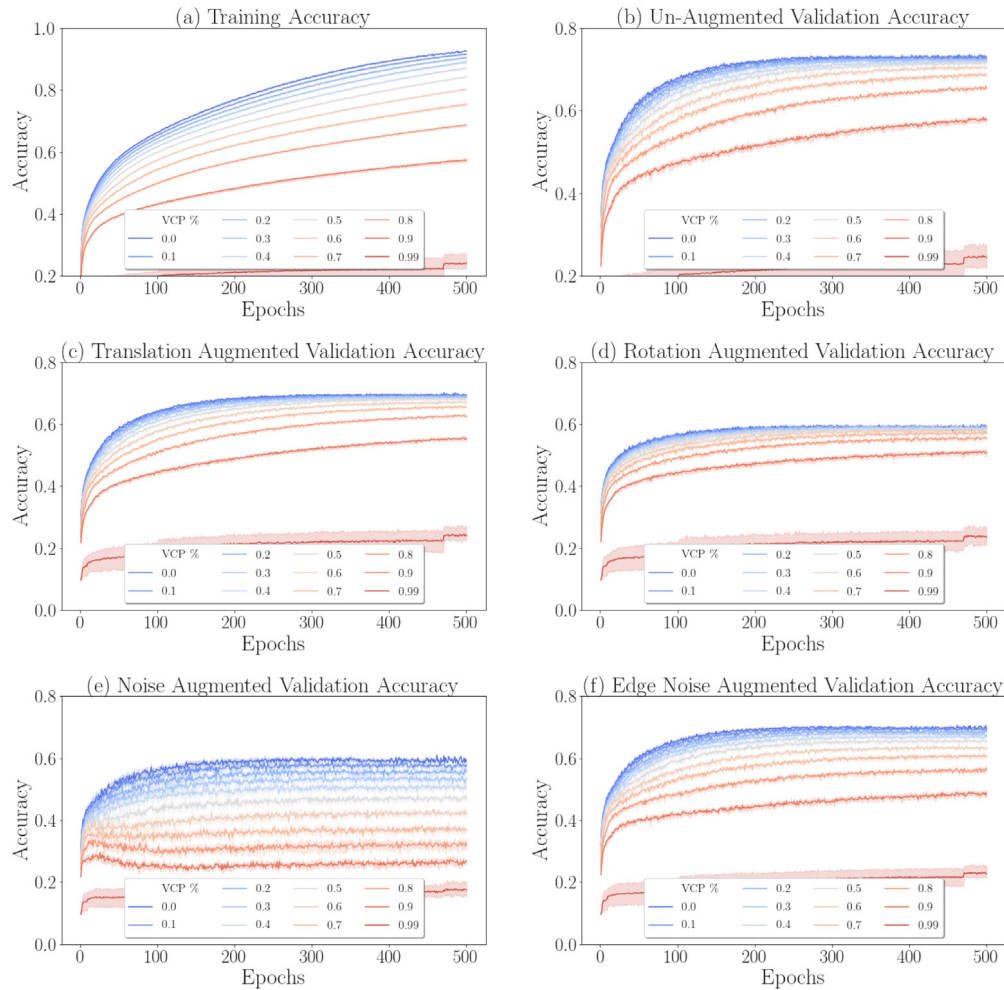 (a) Training Accuracy
1.0
0.8
0.6
0.4
0.2
Accuracy
VCP % 0.2 0.5 0.8
0.0 0.3 0.6 0.9
0.1 0.4 0.7 0.99
0 100 200 300 400 500
Epochs
(b) Un-Augmented Validation Accuracy
0.8
0.6
0.4
0.2
Accuracy
VCP % 0.2 0.5 0.8
0.0 0.3 0.6 0.9
0.1 0.4 0.7 0.99
0 100 200 300 400 500
Epochs
(c) Translation Augmented Validation Accuracy
0.8
0.6
0.4
0.2
0.0
Accuracy
VCP % 0.2 0.5 0.8
0.0 0.3 0.6 0.9
0.1 0.4 0.7 0.99
0 100 200 300 400 500
Epochs
(d) Rotation Augmented Validation Accuracy
0.8
0.6
0.4
0.2
0.0
Accuracy
VCP % 0.2 0.5 0.8
0.0 0.3 0.6 0.9
0.1 0.4 0.7 0.99
0 100 200 300 400 500
Epochs
(e) Noise Augmented Validation Accuracy
0.8
0.6
0.4
0.2
0.0
Accuracy
VCP % 0.2 0.5 0.8
0.0 0.3 0.6 0.9
0.1 0.4 0.7 0.99
0 100 200 300 400 500
Epochs
(f) Edge Noise Augmented Validation Accuracy
0.8
0.6
0.4
0.2
0.0
Accuracy
VCP % 0.2 0.5 0.8
0.0 0.3 0.6 0.9
0.1 0.4 0.7 0.99
0 100 200 300 400 500
Epochs